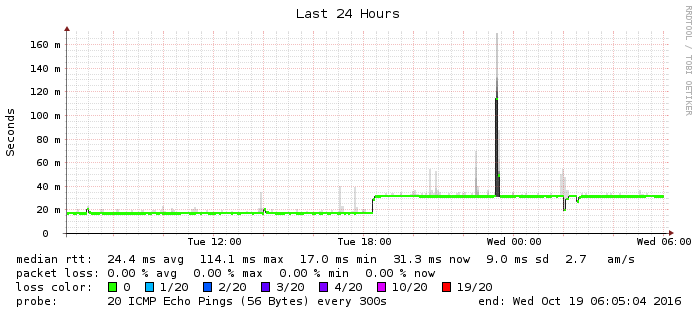 Last 24 Hours
RRDTOOL / TOBI OETIKER
Seconds
160 m
140 m
120 m
100 m
80 m
60 m
40 m
20 m
0
Tue 12:00 Tue 18:00 Wed 00:00 Wed 06:00
median rtt: 24.4 ms avg 114.1 ms max 17.0 ms min 31.3 ms now 9.0 ms sd 2.7 am/s
packet loss: 0.00 % avg 0.00 % max 0.00 % min 0.00 % now
loss color: 0 1/20 2/20 3/20 4/20 10/20 19/20
probe: 20 ICMP Echo Pings (56 Bytes) every 300s end: Wed Oct 19 06:05:04 2016